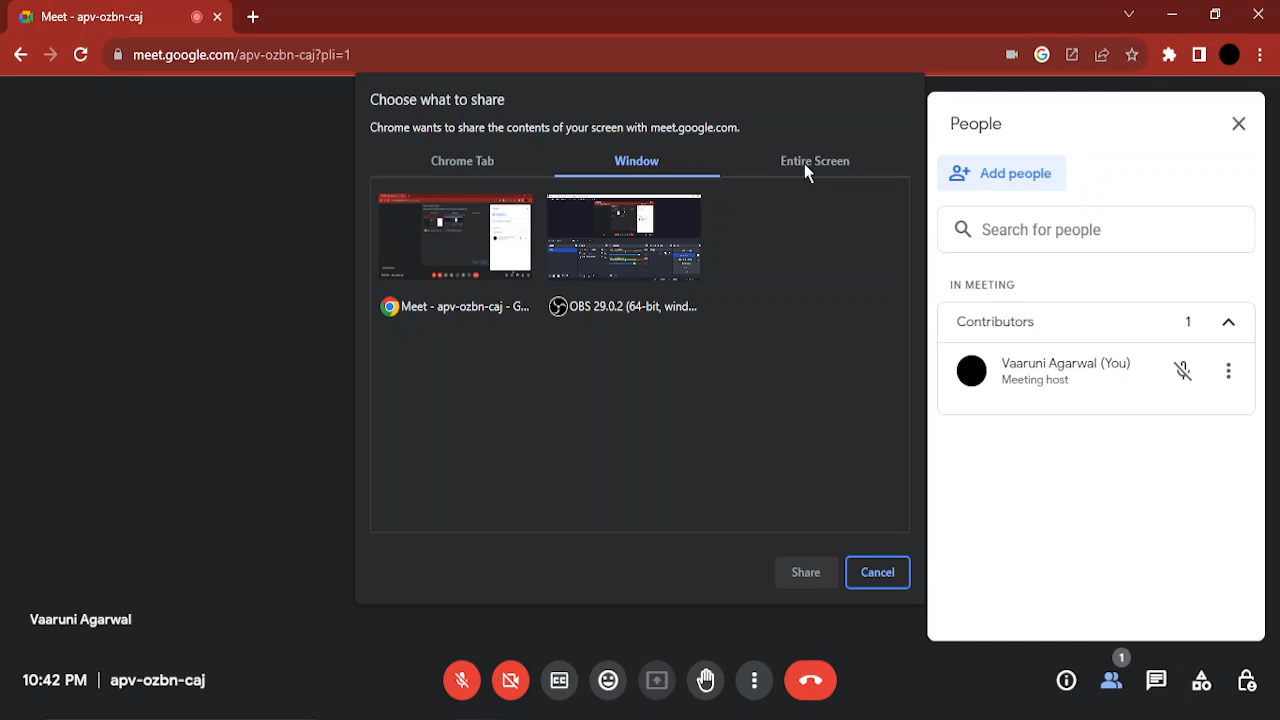 Meet - apv-ozbn-caj
meet.google.com/apv-ozbn-caj?pli=1
Choose what to share
Chrome wants to share the contents of your screen with meet.google.com.
Chrome Tab
Window
Entire Screen
Meet - apv-ozbn-caj - G...
OBS 29.0.2 (64-bit, wind...
Share
Cancel
People
Add people
Search for people
IN MEETING
Contributors
1
Vaaruni Agarwal (You)
Meeting host
Vaaruni Agarwal
10:42 PM | apv-ozbn-caj
CC
1